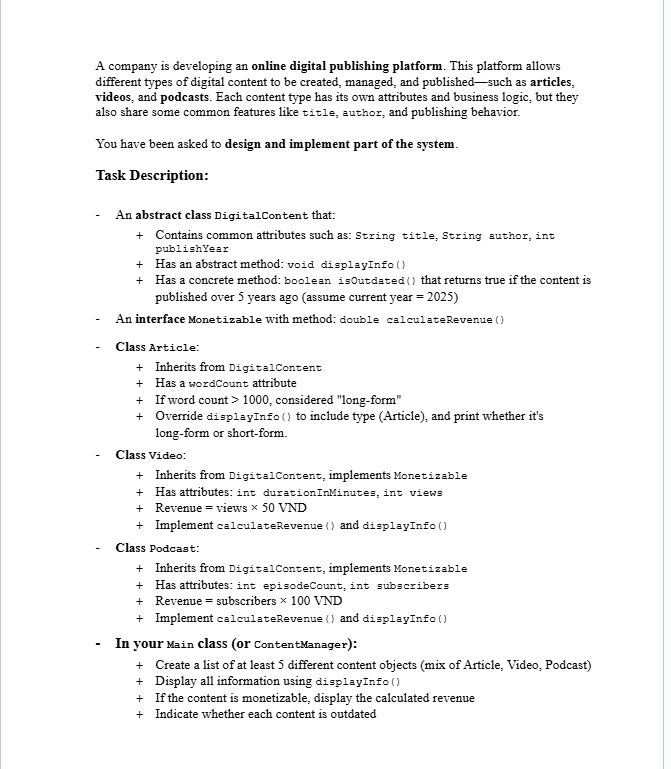 A company is developing an online digital publishing platform. This platform allows
different types of digital content to be created, managed, and published—such as articles,
videos, and podcasts. Each content type has its own attributes and business logic, but they
also share some common features like title, author, and publishing behavior.
You have been asked to design and implement part of the system.
Task Description:
- An abstract class DigitalContent that:
+ Contains common attributes such as: String title, String author, int
publishYear
+ Has an abstract method: void displayInfo()
+ Has a concrete method: boolean isOutdated() that returns true if the content is
published over 5 years ago (assume current year = 2025)
- An interface Monetizable with method: double calculateRevenue()
- Class Article:
+ Inherits from DigitalContent
+ Has a wordCount attribute
+ If word count > 1000, considered "long-form"
+ Override displayInfo() to include type (Article), and print whether it's
long-form or short-form.
- Class Video:
+ Inherits from DigitalContent, implements Monetizable
+ Has attributes: int durationInMinutes, int views
+ Revenue = views × 50 VND
+ Implement calculateRevenue() and displayInfo()
- Class Podcast:
+ Inherits from DigitalContent, implements Monetizable
+ Has attributes: int episodeCount, int subscribers
+ Revenue = subscribers × 100 VND
+ Implement calculateRevenue() and displayInfo()
- In your Main class (or ContentManager):
+ Create a list of at least 5 different content objects (mix of Article, Video, Podcast)
+ Display all information using displayInfo()
+ If the content is monetizable, display the calculated revenue
+ Indicate whether each content is outdated